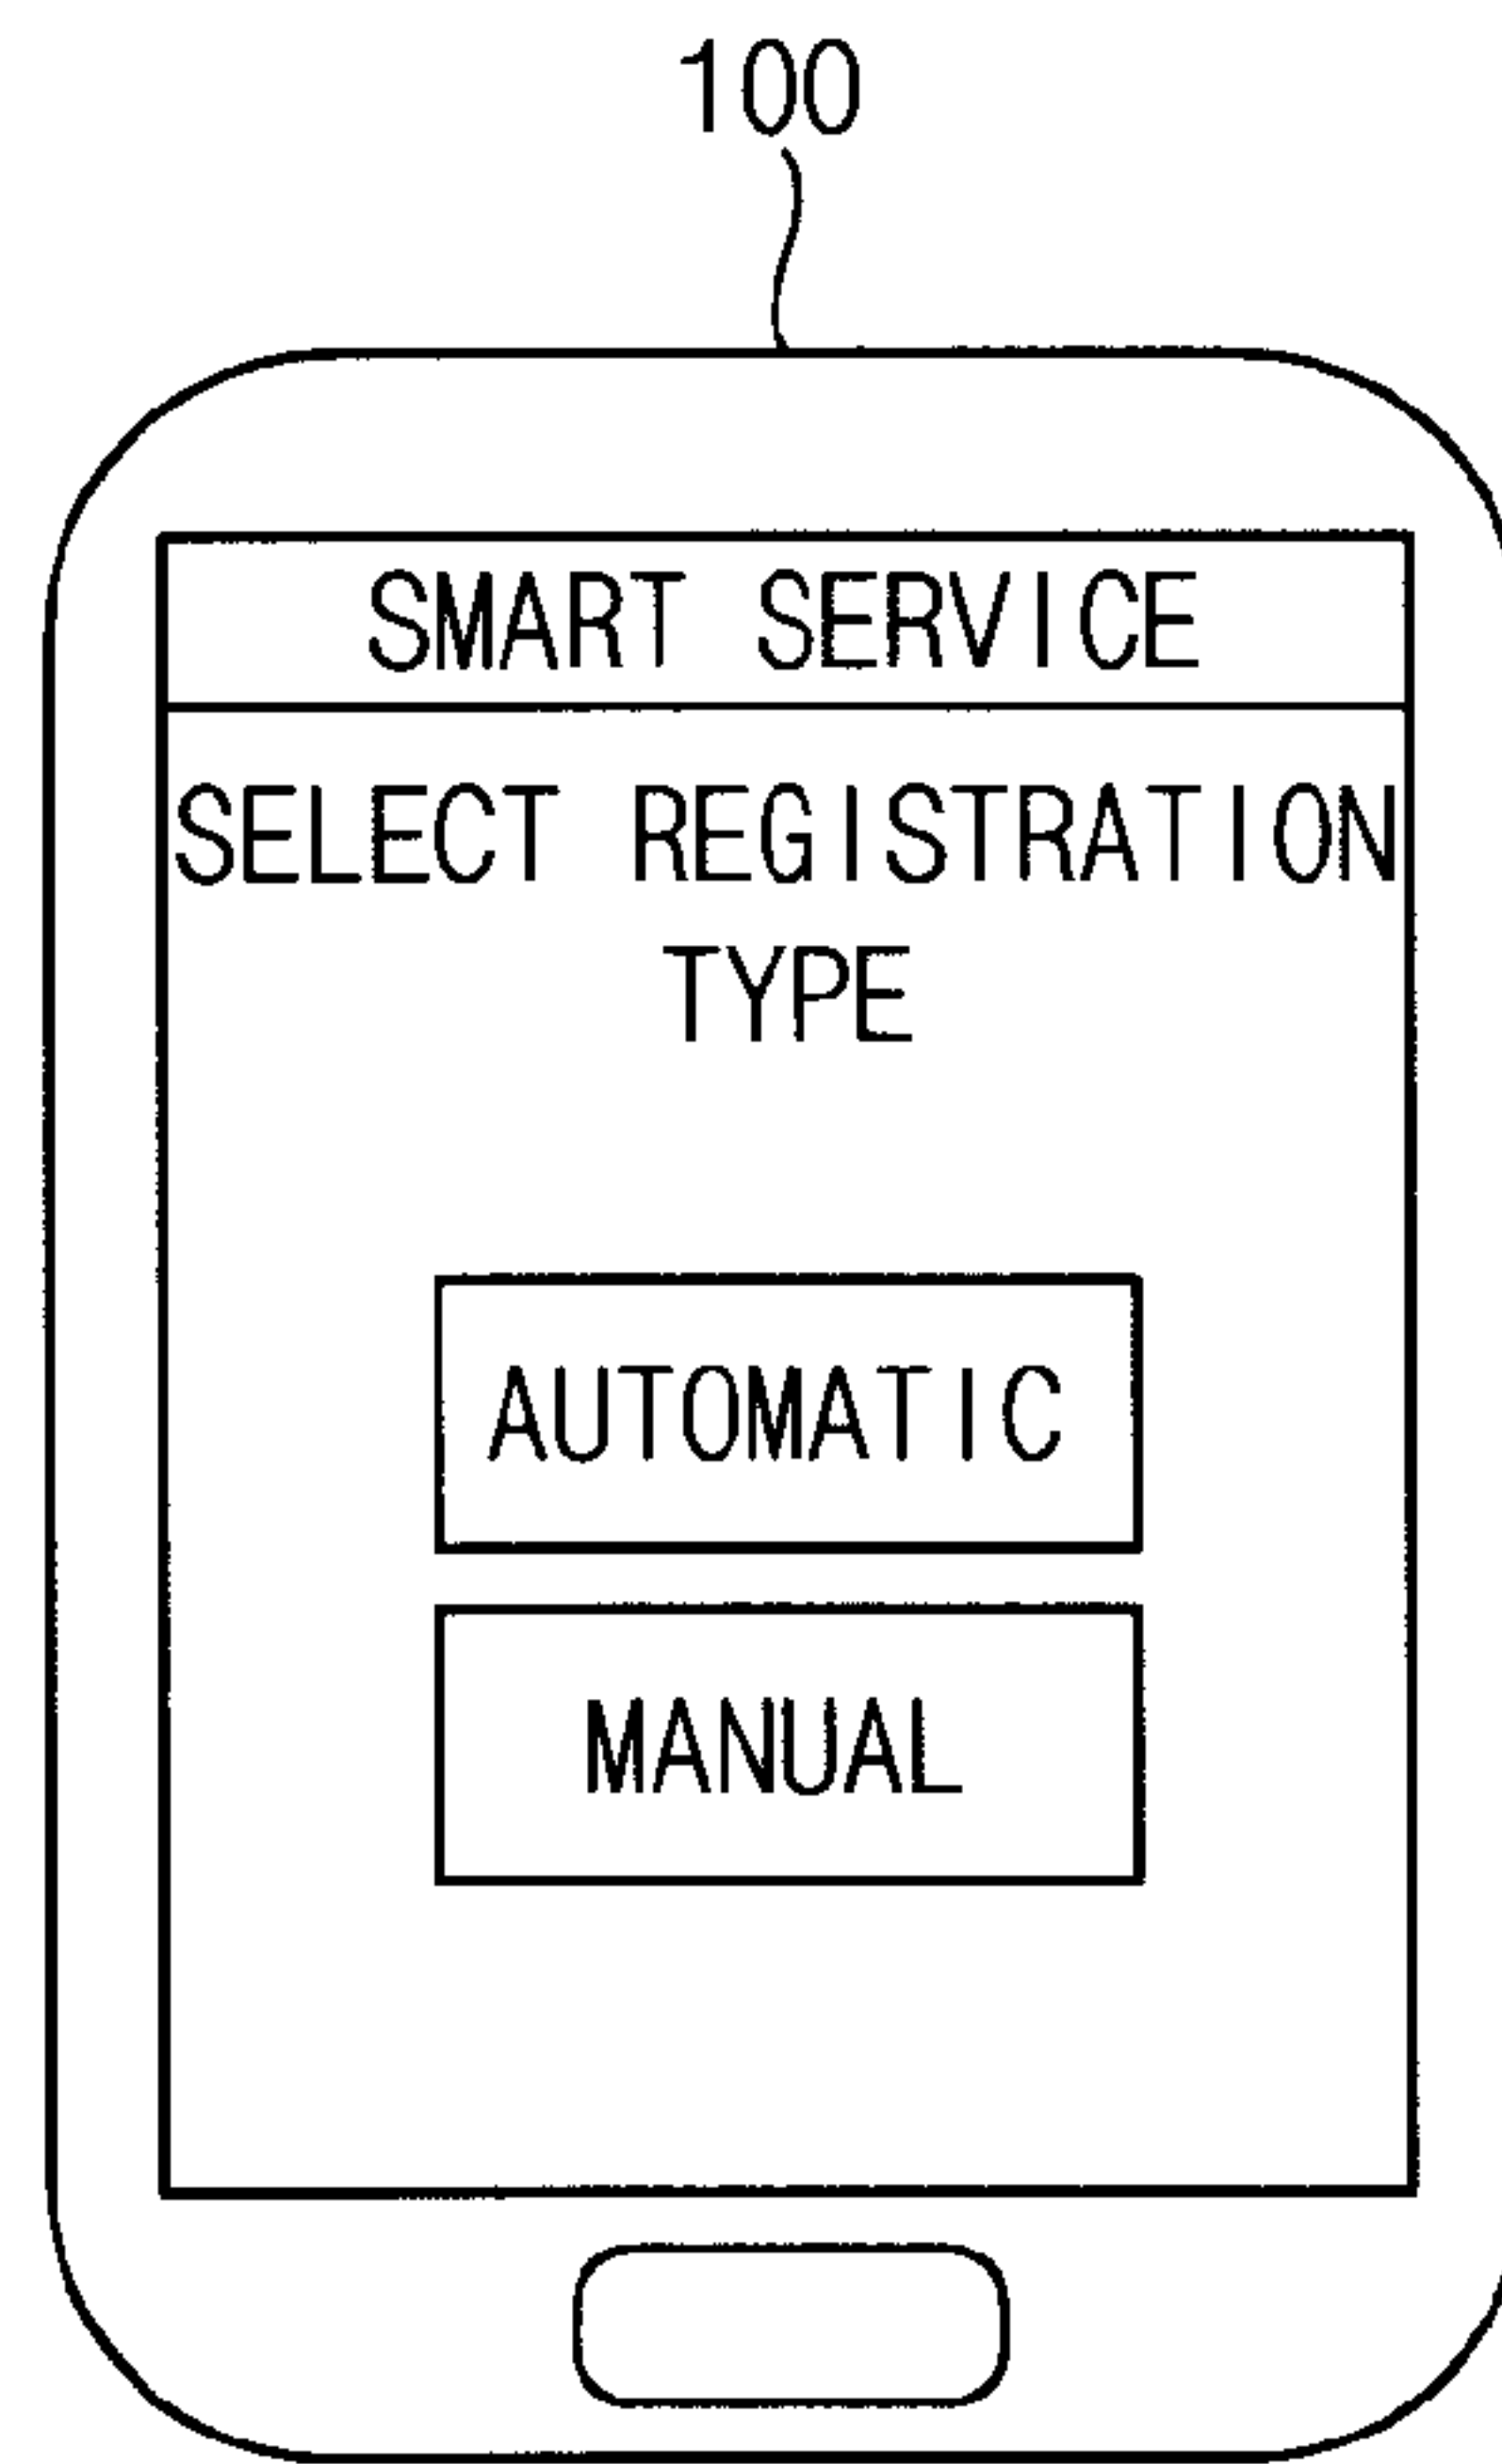 100
SMART SERVICE
SELECT REGISTRATION
TYPE
AUTOMATIC
MANUAL